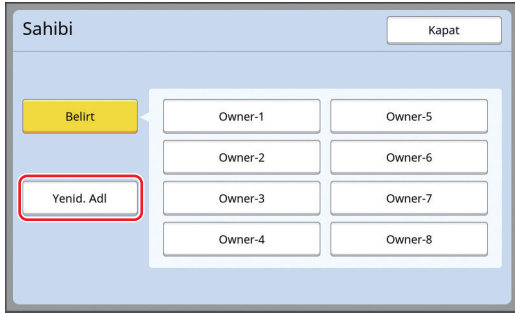 Sahibi
Kapat
Belirt
Owner-1
Owner-5
Owner-2
Owner-6
Yenid. Adl
Owner-3
Owner-7
Owner-4
Owner-8